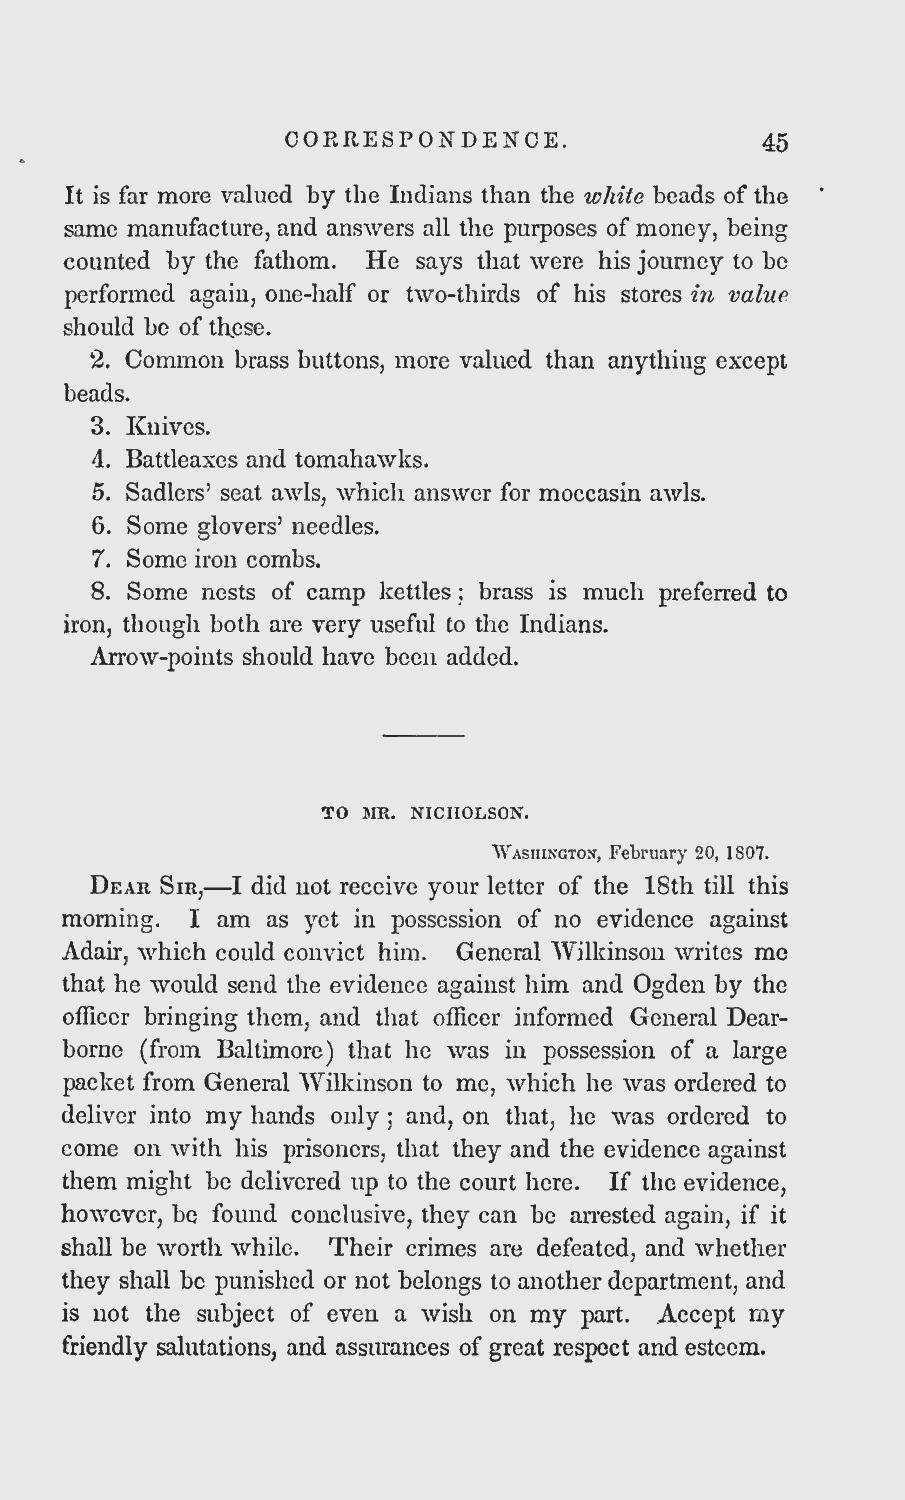 CORRESPONDENCE. 45
It is far more valued by the Indians than the white beads of the
same manufacture, and answers all the purposes of money, being
counted by the fathom. He says that were his journey to be
performed again, one-half or two-thirds of his stores in value
should be of these.
2. Common brass buttons, more valued than anything except
beads.
3. Knives.
4. Battleaxes and tomahawks.
5. Sadlers' seat awls, which answer for moccasin awls.
6. Some glovers' needles.
7. Some iron combs.
8. Some nests of camp kettles; brass is much preferred to
iron, though both are very useful to the Indians.
Arrow-points should have been added.
TO MR. NICHOLSON.
WASHINGTON, February 20, 1807.
DEAR SIR,—I did not receive your letter of the 18th till this
morning. I am as yet in possession of no evidence against
Adair, which could convict him. General Wilkinson writes me
that he would send the evidence against him and Ogden by the
officer bringing them, and that officer informed General Dear-
borne (from Baltimore) that he was in possession of a large
packet from General Wilkinson to me, which he was ordered to
deliver into my hands only; and, on that, he was ordered to
come on with his prisoners, that they and the evidence against
them might be delivered up to the court here. If the evidence,
however, be found conclusive, they can be arrested again, if it
shall be worth while. Their crimes are defeated, and whether
they shall be punished or not belongs to another department, and
is not the subject of even a wish on my part. Accept my
friendly salutations, and assurances of great respect and esteem.